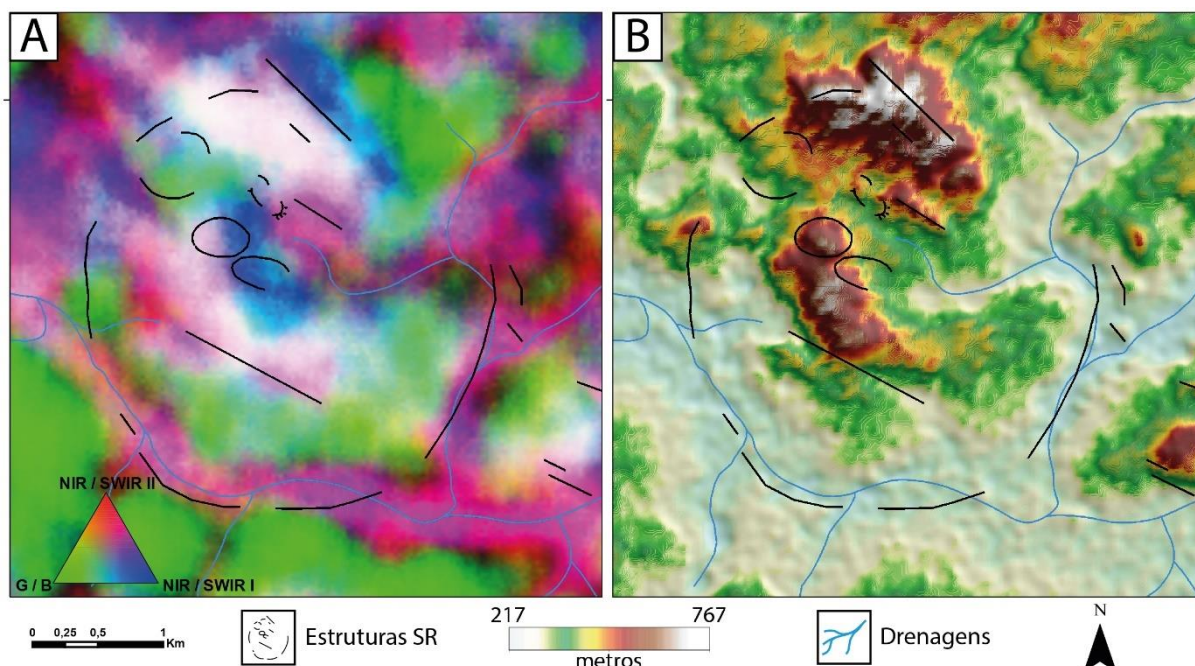 A
B
NIR / SWIR II
G / B
NIR / SWIR I
0 0,25 0,5 1
Km
Estruturas SR
217 767
metros
Drenagens
N